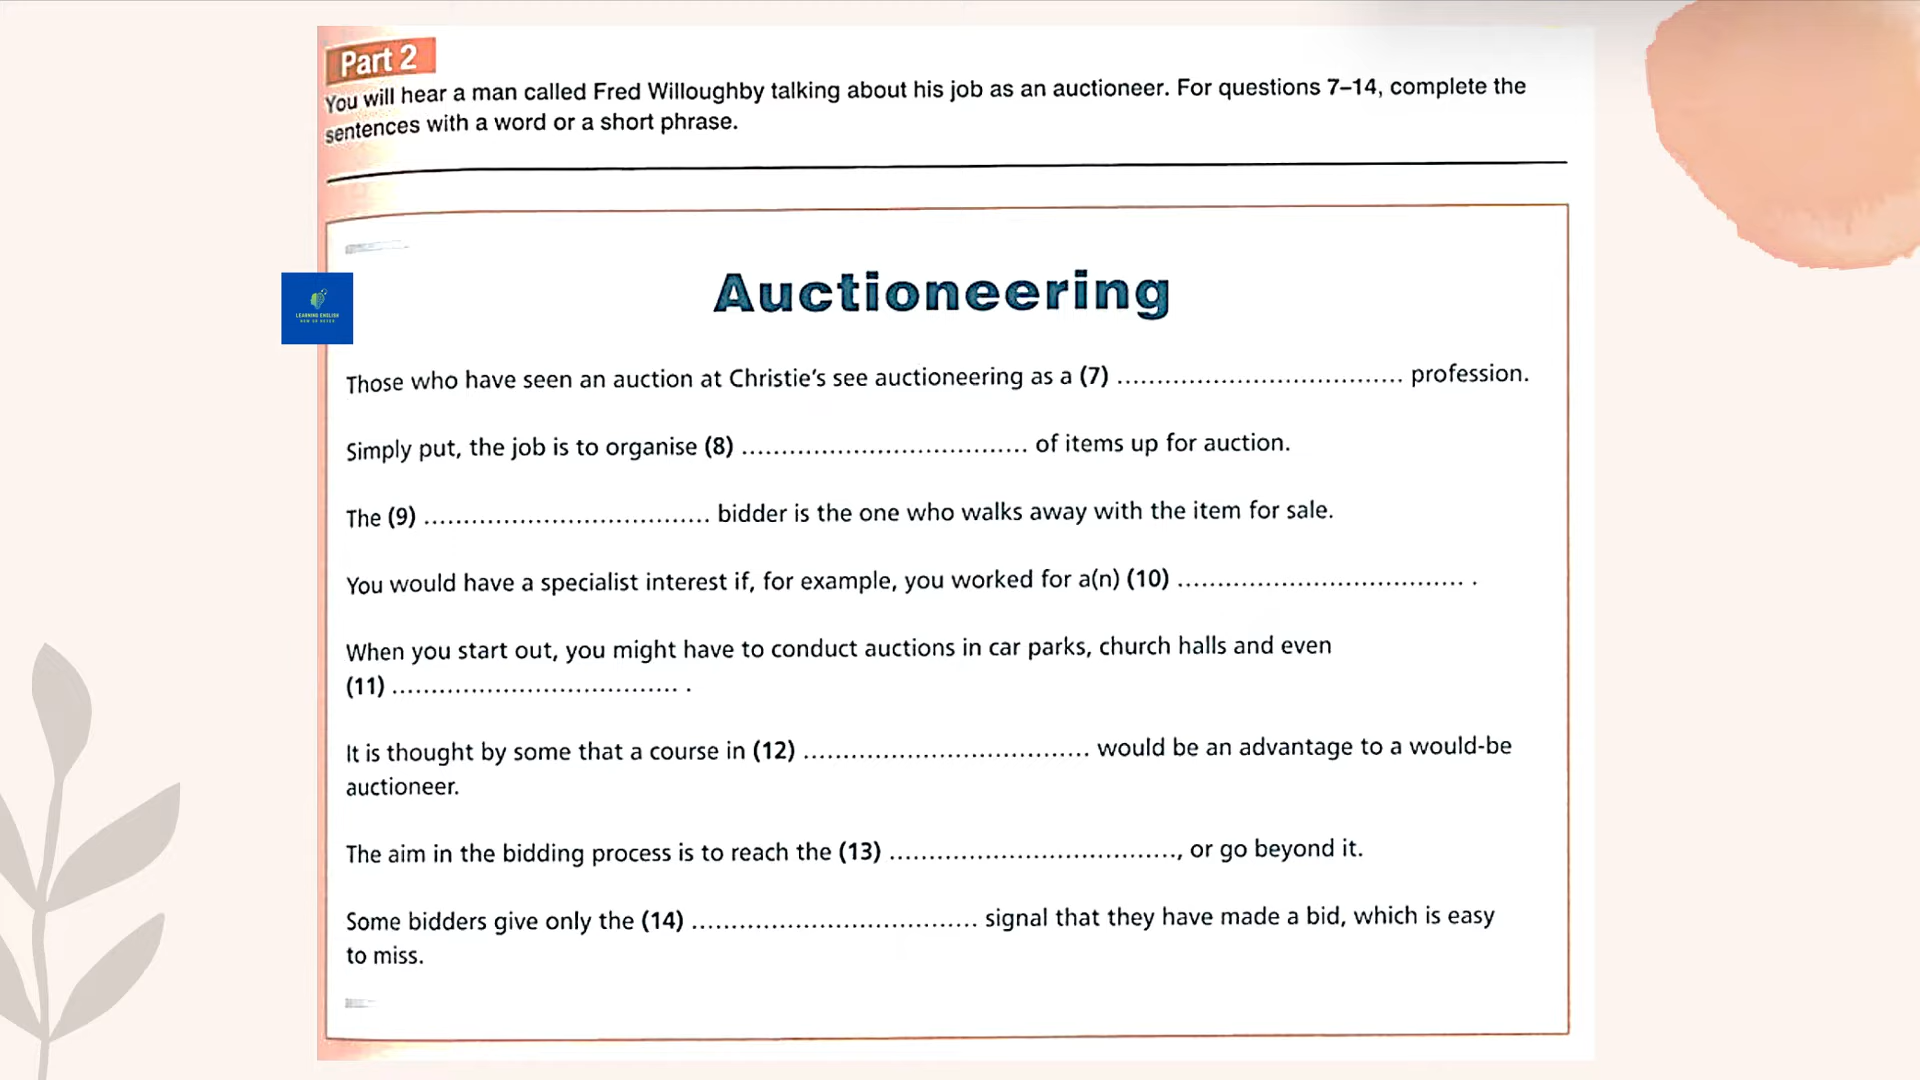 Part 2
You will hear a man called Fred Willoughby talking about his job as an auctioneer. For questions 7–14, complete the
sentences with a word or a short phrase.
LEARNING ENGLISH
NOW OR NEVER
Auctioneering
Those who have seen an auction at Christie's see auctioneering as a (7) .................................... profession.
Simply put, the job is to organise (8) .................................... of items up for auction.
The (9) .................................... bidder is the one who walks away with the item for sale.
You would have a specialist interest if, for example, you worked for a(n) (10) .................................... .
When you start out, you might have to conduct auctions in car parks, church halls and even
(11) .................................... .
It is thought by some that a course in (12) .................................... would be an advantage to a would-be
auctioneer.
The aim in the bidding process is to reach the (13) ...................................., or go beyond it.
Some bidders give only the (14) .................................... signal that they have made a bid, which is easy
to miss.